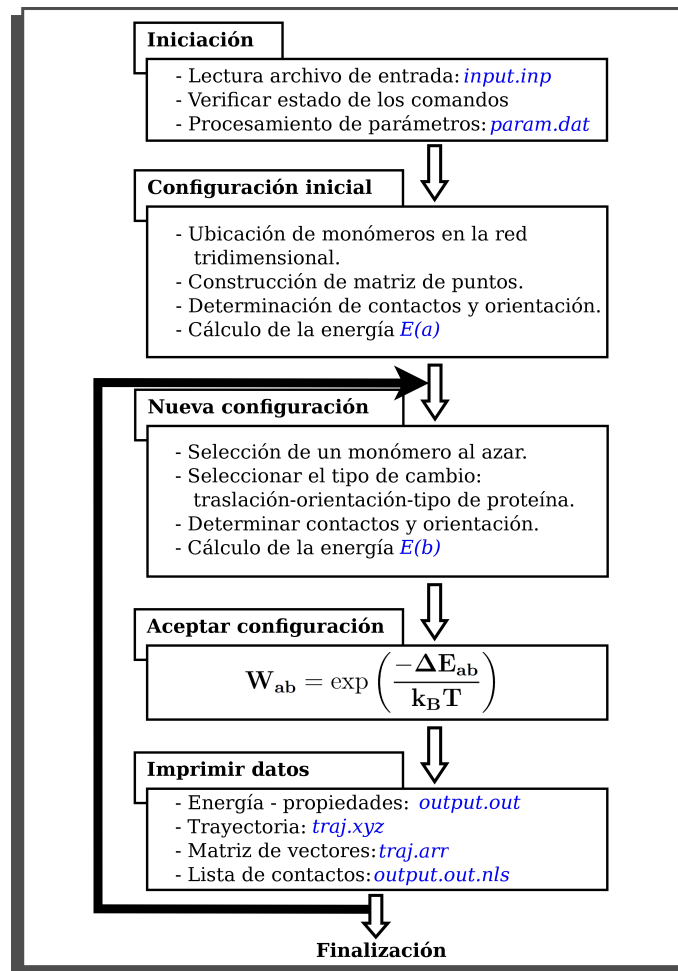 Iniciación
- Lectura archivo de entrada: input.inp
- Verificar estado de los comandos
- Procesamiento de parámetros: param.dat
Configuración inicial
- Ubicación de monómeros en la red
tridimensional.
- Construcción de matriz de puntos.
- Determinación de contactos y orientación.
- Cálculo de la energía E(a)
Nueva configuración
- Selección de un monómero al azar.
- Seleccionar el tipo de cambio:
traslación-orientación-tipo de proteína.
- Determinar contactos y orientación.
- Cálculo de la energía E(b)
Aceptar configuración
W_ab = exp ( −ΔE_ab / k_B T )
Imprimir datos
- Energía - propiedades: output.out
- Trayectoria: traj.xyz
- Matriz de vectores: traj.arr
- Lista de contactos: output.out.nls
Finalización